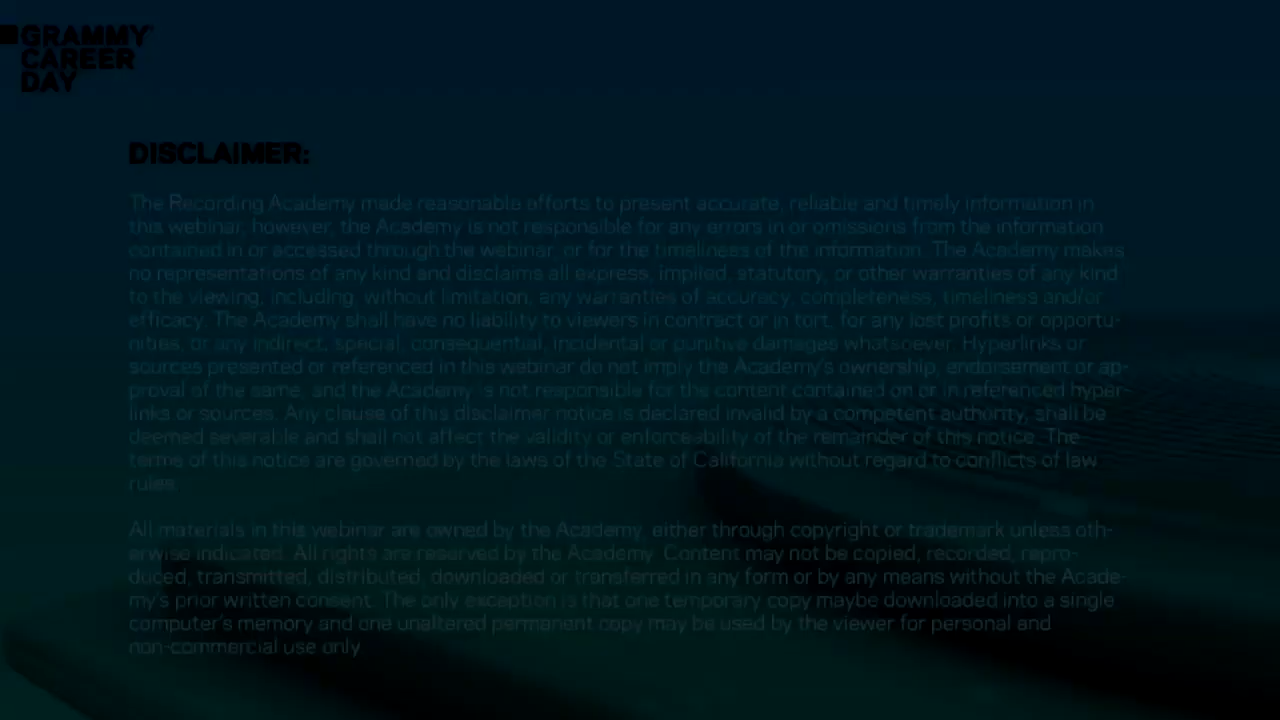 GRAMMY
CAREER
DAY
DISCLAIMER:
The Recording Academy made reasonable efforts to present accurate, reliable and timely information in
this webinar, however, the Academy is not responsible for any errors in or omissions from the information
contained in or accessed through the webinar, or for the timeliness of the information. The Academy makes
no representations of any kind and disclaims all express, implied, statutory, or other warranties of any kind
to the viewing, including, without limitation, any warranties of accuracy, completeness, timeliness and/or
efficacy. The Academy shall have no liability to viewers in contract or in tort, for any lost profits or opportu-
nities, or any indirect, special, consequential, incidental or punitive damages whatsoever. Hyperlinks or
sources presented or referenced in this webinar do not imply the Academy's ownership, endorsement or ap-
proval of the same, and the Academy is not responsible for the content contained on or in referenced hyper-
links or sources. Any clause of this disclaimer notice is declared invalid by a competent authority, shall be
deemed severable and shall not affect the validity or enforceability of the remainder of this notice. The
terms of this notice are governed by the laws of the State of California without regard to conflicts of law
rules.
All materials in this webinar are owned by the Academy, either through copyright or trademark unless oth-
erwise indicated. All rights are reserved by the Academy. Content may not be copied, recorded, repro-
duced, transmitted, distributed, downloaded or transferred in any form or by any means without the Acade-
my's prior written consent. The only exception is that one temporary copy maybe downloaded into a single
computer's memory and one unaltered permanent copy may be used by the viewer for personal and
non-commercial use only